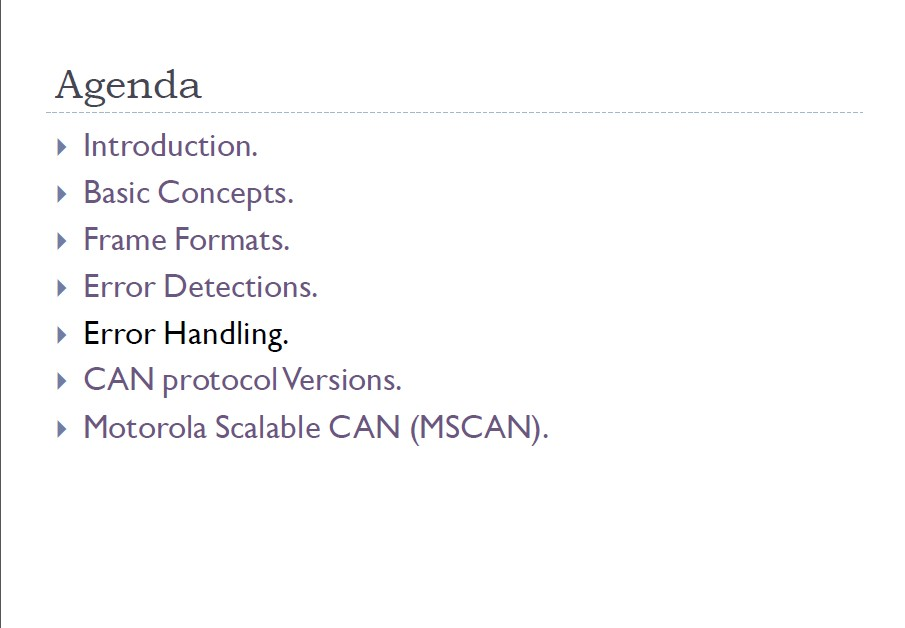 Agenda
Introduction.
Basic Concepts.
Frame Formats.
Error Detections.
Error Handling.
CAN protocol Versions.
Motorola Scalable CAN (MSCAN).